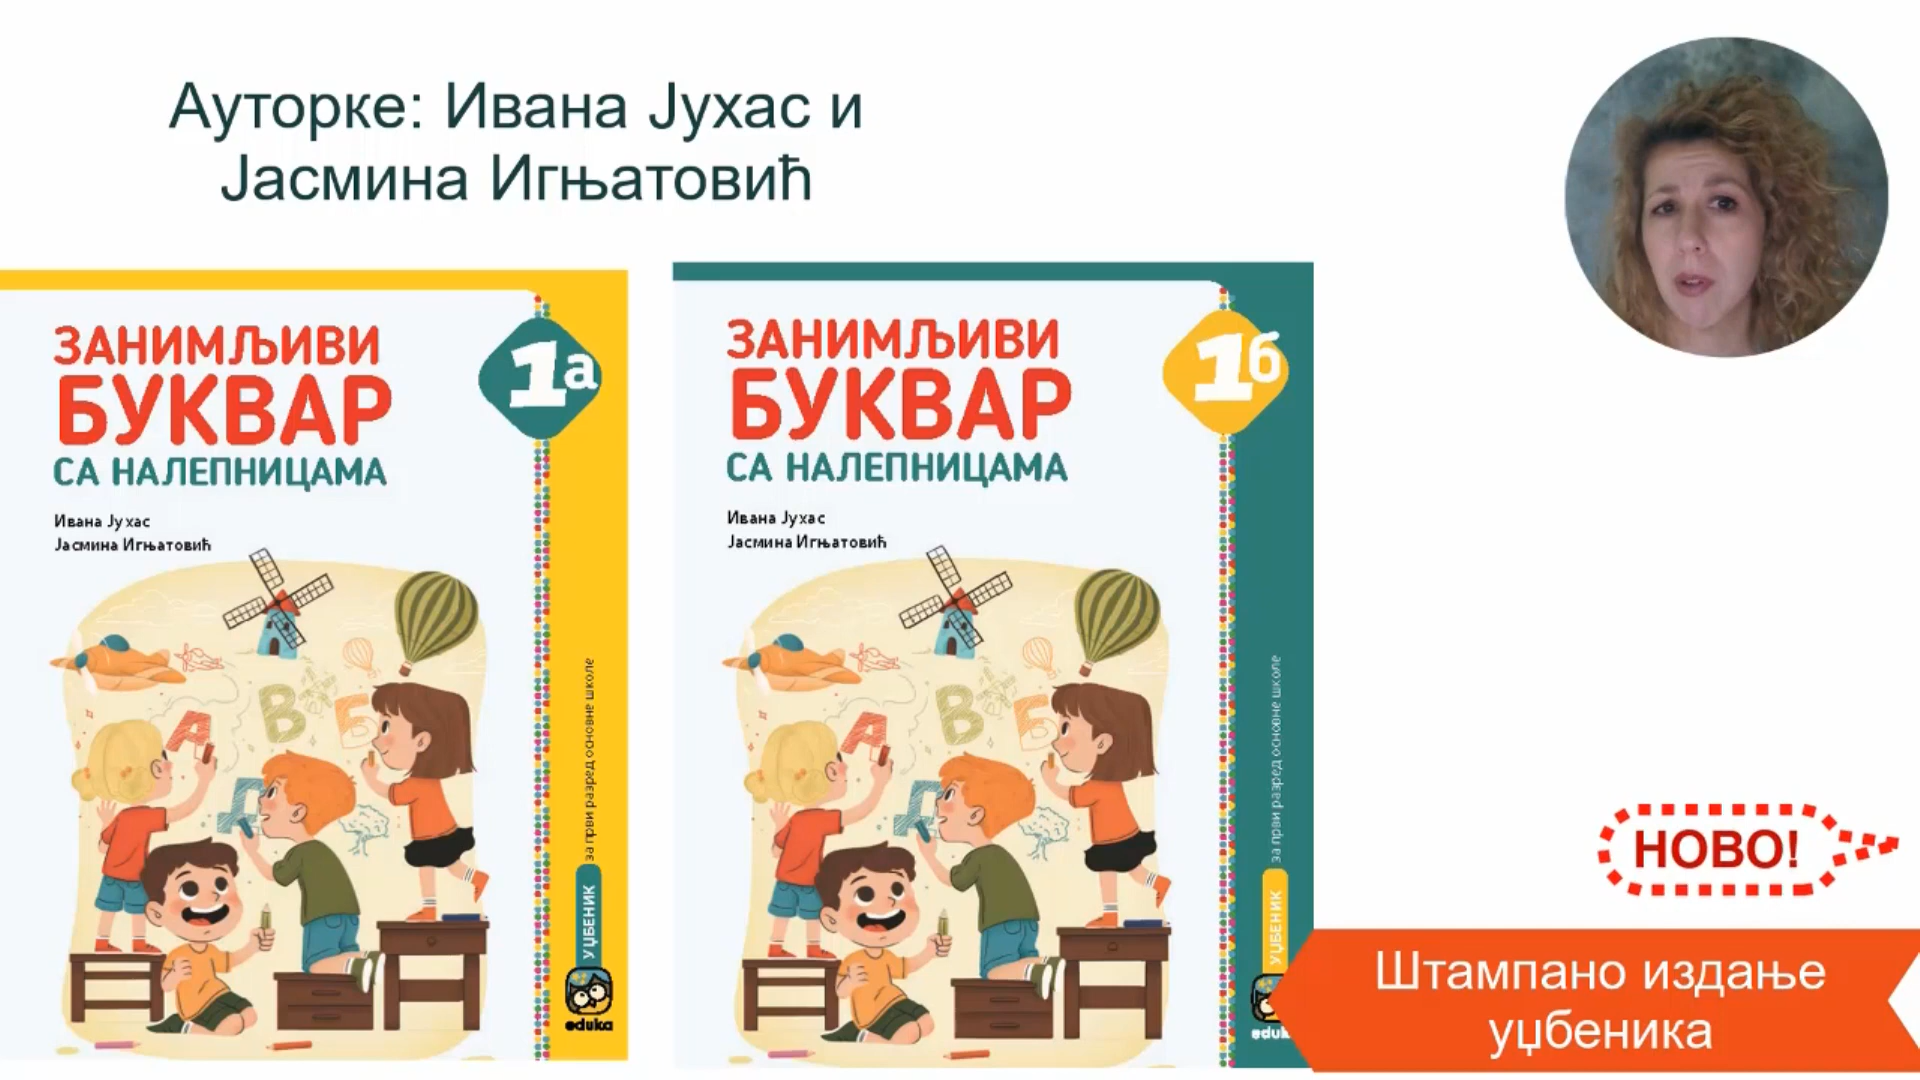 Ауторке: Ивана Јухас и
Јасмина Игњатовић
ЗАНИМЉИВИ
БУКВАР
СА НАЛЕПНИЦАМА
1а
Ивана Јухас
Јасмина Игњатовић
А
В
Б
Д
за први разред основне школе
УЏБЕНИК
eduka
ЗАНИМЉИВИ
БУКВАР
СА НАЛЕПНИЦАМА
1б
Ивана Јухас
Јасмина Игњатовић
А
В
Б
Д
за први разред основне школе
УЏБЕНИК
eduk
НОВО!
Штампано издање
уџбеника